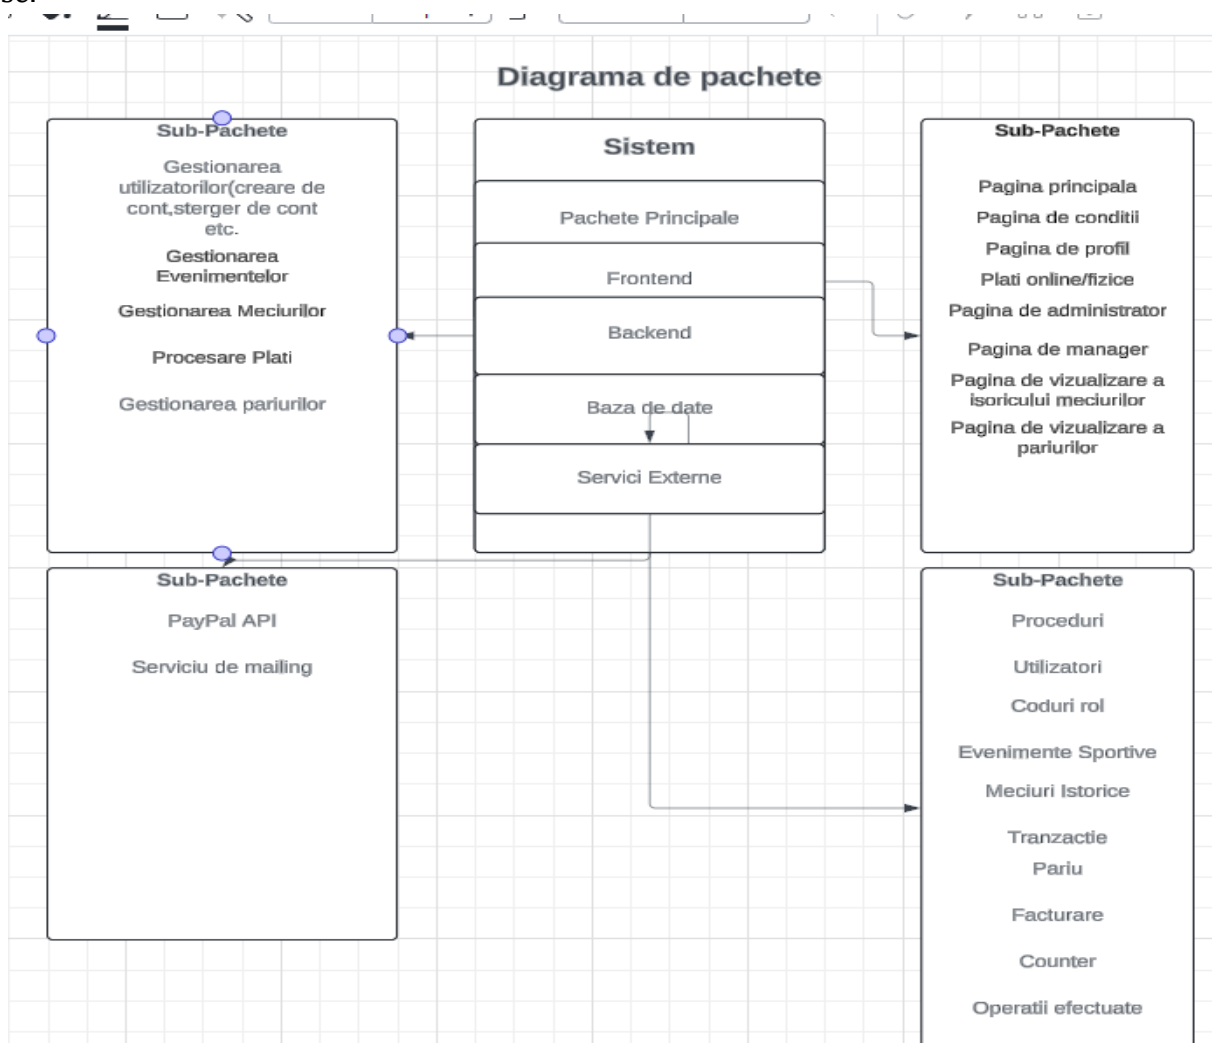 Diagrama de pachete
Sub-Pachete
Gestionarea
utilizatorilor(creare de
cont,sterger de cont
etc.
Gestionarea
Evenimentelor
Gestionarea Meciurilor
Procesare Plati
Gestionarea pariurilor
Sistem
Pachete Principale
Frontend
Backend
Baza de date
Servici Externe
Sub-Pachete
Pagina principala
Pagina de conditii
Pagina de profil
Plati online/fizice
Pagina de administrator
Pagina de manager
Pagina de vizualizare a
isoricului meciurilor
Pagina de vizualizare a
pariurilor
Sub-Pachete
PayPal API
Serviciu de mailing
Sub-Pachete
Proceduri
Utilizatori
Coduri rol
Evenimente Sportive
Meciuri Istorice
Tranzactie
Pariu
Facturare
Counter
Operatii efectuate